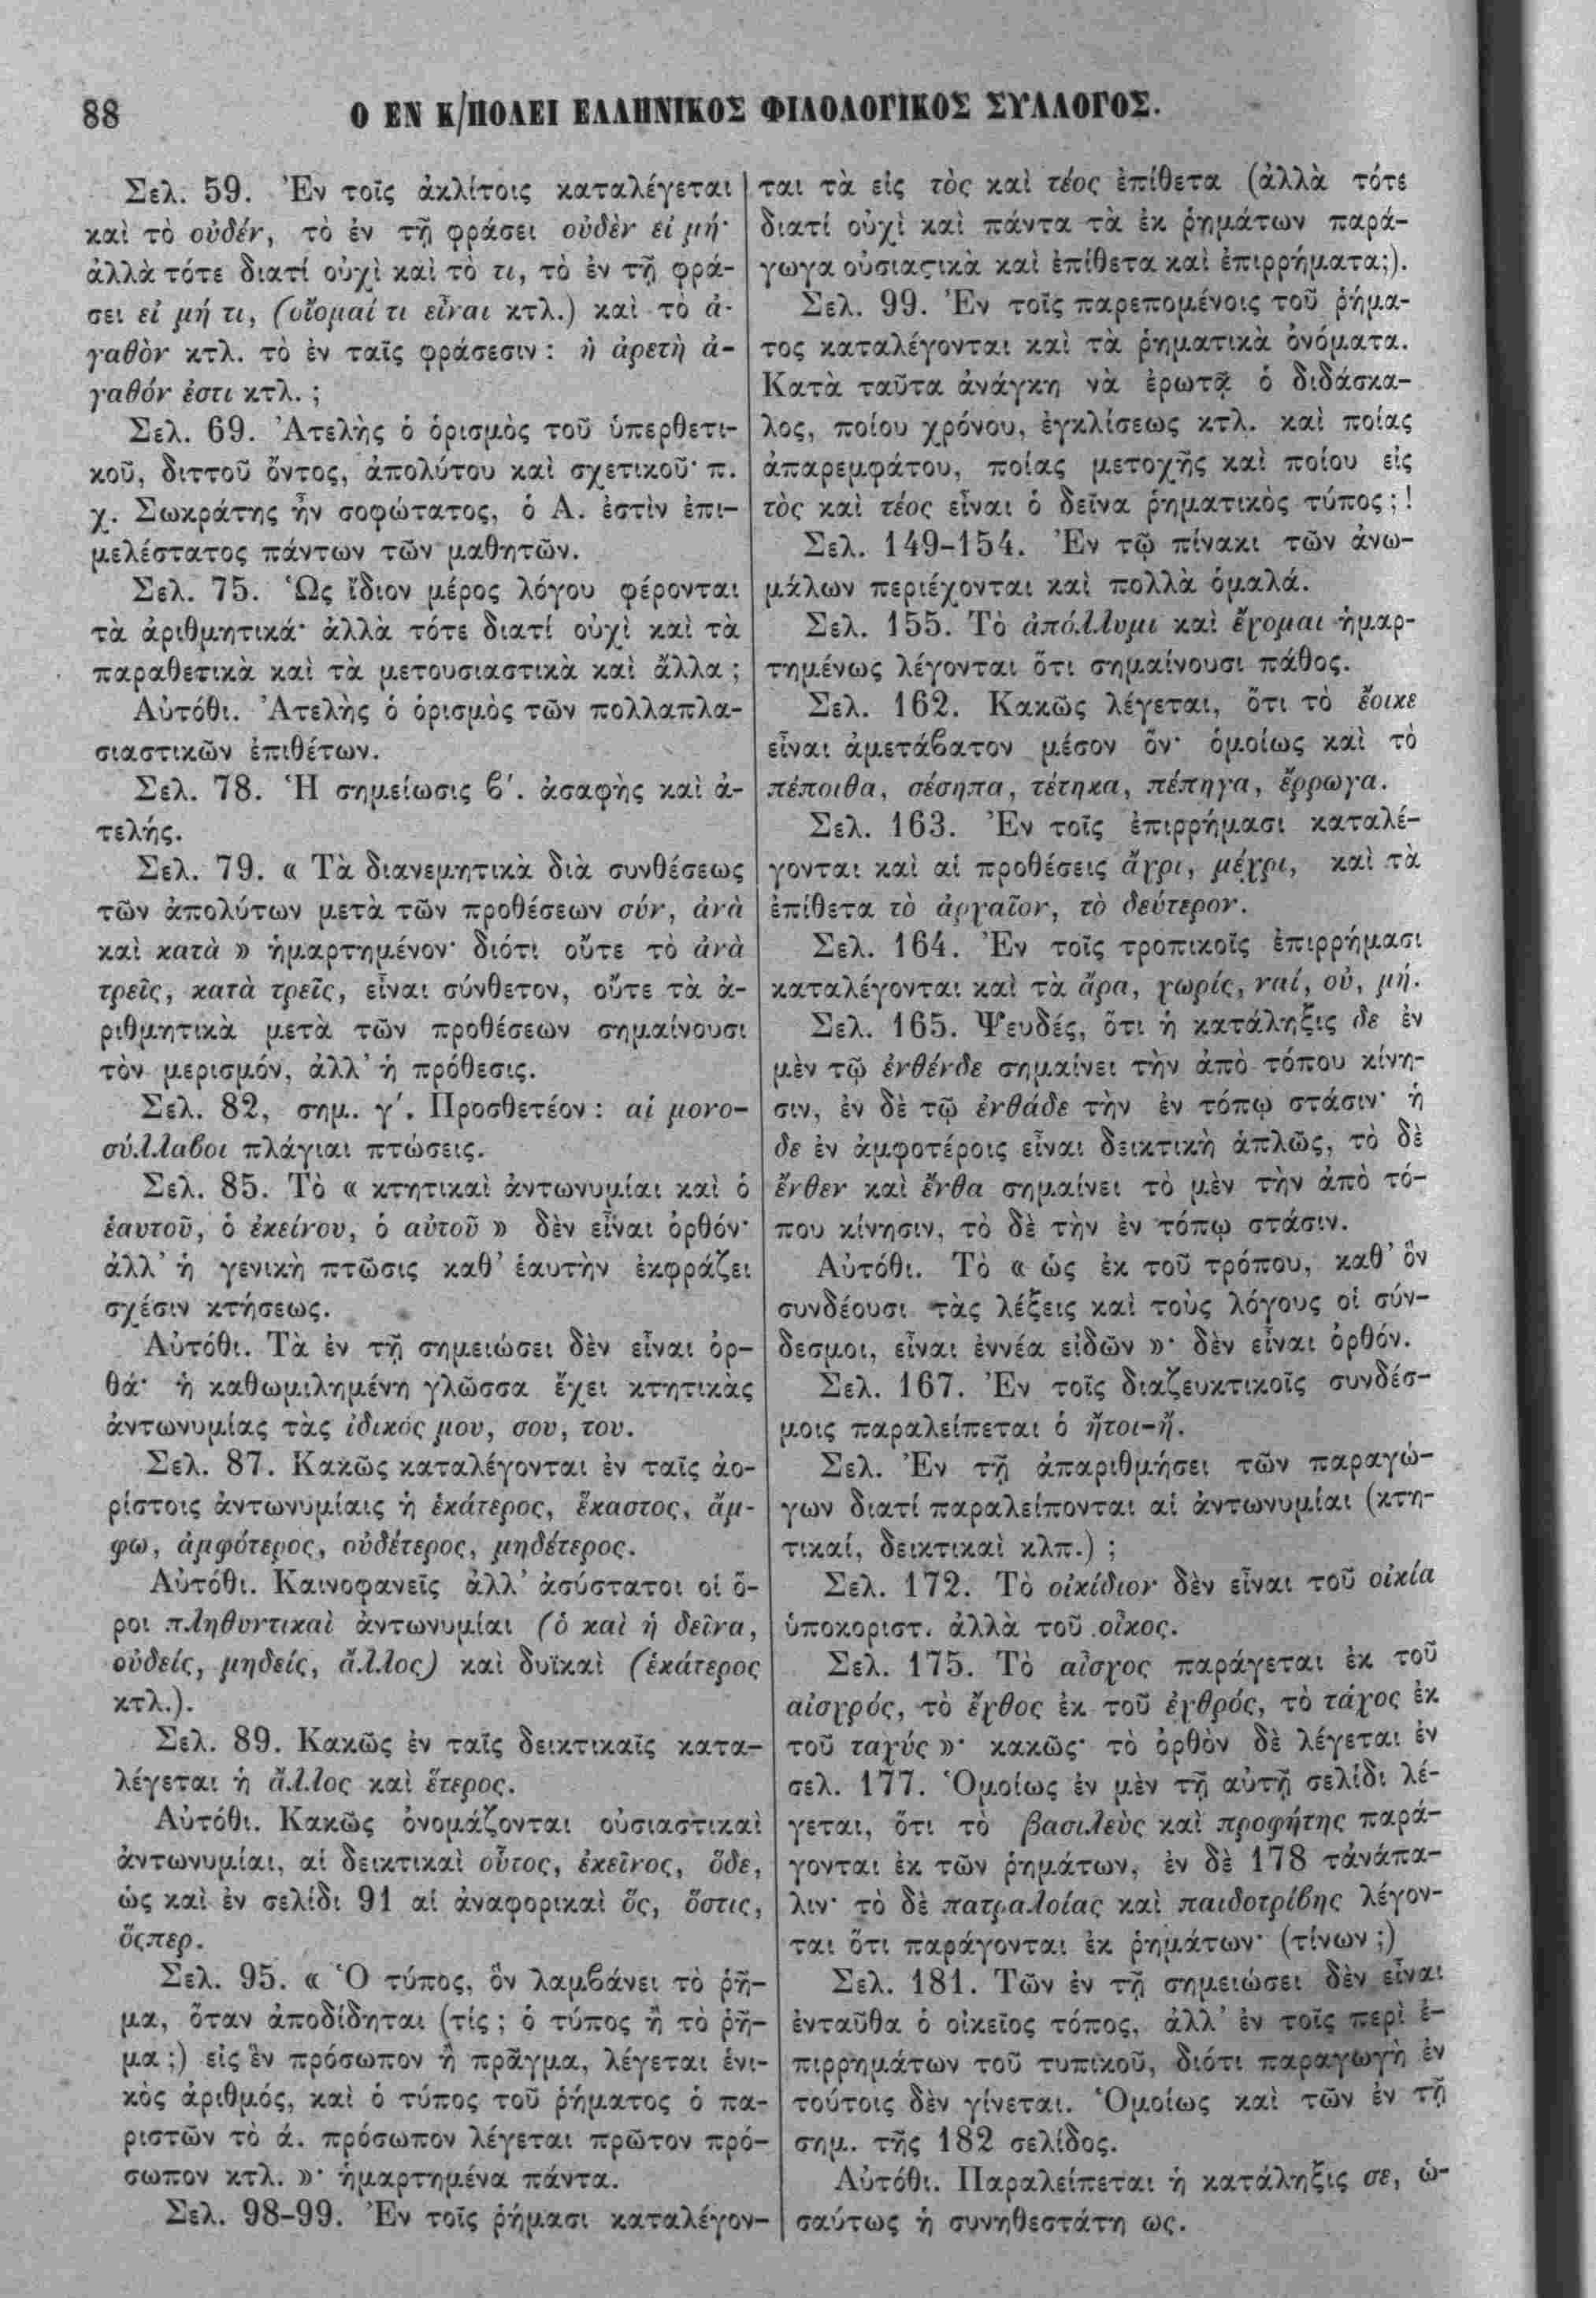 88
Ο ΕΝ Κ/ΠΟΛΕΙ ΕΛΛΗΝΙΚΟΣ ΦΙΛΟΛΟΓΙΚΟΣ ΣΥΛΛΟΓΟΣ.
Σελ. 59. Ἐν τοῖς ἀκλίτοις καταλέγεται
καὶ τὸ οὐδέν, τὸ ἐν τῇ φράσει οὐδὲν εἰ μή·
ἀλλὰ τότε διατί οὐχὶ καὶ τὸ τι, τὸ ἐν τῇ φρά-
σει εἰ μή τι, (οἴομαί τι εἶναι κτλ.) καὶ τὸ ἀ-
γαθὸν κτλ. τὸ ἐν ταῖς φράσεσιν : ἡ ἀρετὴ ἀ-
γαθόν ἐστι κτλ. ;
Σελ. 69. Ἀτελὴς ὁ ὁρισμὸς τοῦ ὑπερθετι-
κοῦ, διττοῦ ὄντος, ἀπολύτου καὶ σχετικοῦ· π.
χ. Σωκράτης ἦν σοφώτατος, ὁ Α. ἐστὶν ἐπι-
μελέστατος πάντων τῶν μαθητῶν.
Σελ. 75. Ὡς ἴδιον μέρος λόγου φέρονται
τὰ ἀριθμητικά· ἀλλὰ τότε διατί οὐχὶ καὶ τὰ
παραθετικὰ καὶ τὰ μετουσιαστικὰ καὶ ἄλλα ;
Αὐτόθι. Ἀτελὴς ὁ ὁρισμὸς τῶν πολλαπλα-
σιαστικῶν ἐπιθέτων.
Σελ. 78. Ἡ σημείωσις ϐ΄. ἀσαφὴς καὶ ἀ-
τελής.
Σελ. 79. « Τὰ διανεμητικὰ διὰ συνθέσεως
τῶν ἀπολύτων μετὰ τῶν προθέσεων σύν, ἀνὰ
καὶ κατὰ » ἡμαρτημένον· διότι οὔτε τὸ ἀνὰ
τρεῖς, κατὰ τρεῖς, εἶναι σύνθετον, οὔτε τὰ ἀ-
ριθμητικὰ μετὰ τῶν προθέσεων σημαίνουσι
τὸν μερισμόν, ἀλλ' ἡ πρόθεσις.
Σελ. 82, σημ. γ΄. Προσθετέον : αἱ μονο-
σύλλαϐοι πλάγιαι πτώσεις.
Σελ. 85. Τὸ « κτητικαὶ ἀντωνυμίαι καὶ ὁ
ἑαυτοῦ, ὁ ἐκείνου, ὁ αὐτοῦ » δὲν εἶναι ὀρθόν·
ἀλλ' ἡ γενικὴ πτῶσις καθ' ἑαυτὴν ἐκφράζει
σχέσιν κτήσεως.
Αὐτόθι. Τὰ ἐν τῇ σημειώσει δὲν εἶναι ὀρ-
θά· ἡ καθωμιλημένη γλῶσσα ἔχει κτητικὰς
ἀντωνυμίας τὰς ἰδικός μου, σου, του.
Σελ. 87. Κακῶς καταλέγονται ἐν ταῖς ἀο-
ρίστοις ἀντωνυμίαις ἡ ἑκάτερος, ἕκαστος, ἄμ-
φω, ἀμφότερος, οὐδέτερος, μηδέτερος.
Αὐτόθι. Καινοφανεῖς ἀλλ' ἀσύστατοι οἱ ὅ-
ροι πληθυντικαὶ ἀντωνυμίαι (ὁ καὶ ἡ δεῖνα,
οὐδείς, μηδείς, ἄλλος) καὶ δυϊκαὶ (ἑκάτερος
κτλ.).
Σελ. 89. Κακῶς ἐν ταῖς δεικτικαῖς κατα-
λέγεται ἡ ἄλλος καὶ ἕτερος.
Αὐτόθι. Κακῶς ὀνομάζονται οὐσιαστικαὶ
ἀντωνυμίαι, αἱ δεικτικαὶ οὗτος, ἐκεῖνος, ὅδε,
ὡς καὶ ἐν σελίδι 91 αἱ ἀναφορικαὶ ὅς, ὅστις,
ὅςπερ.
Σελ. 95. « Ὁ τύπος, ὃν λαμϐάνει τὸ ῥῆ-
μα, ὅταν ἀποδίδηται (τίς ; ὁ τύπος ἢ τὸ ῥῆ-
μα ;) εἰς ἓν πρόσωπον ἢ πρᾶγμα, λέγεται ἑνι-
κὸς ἀριθμός, καὶ ὁ τύπος τοῦ ῥήματος ὁ πα-
ριστῶν τὸ ά. πρόσωπον λέγεται πρῶτον πρό-
σωπον κτλ. »· ἡμαρτημένα πάντα.
Σελ. 98-99. Ἐν τοῖς ῥήμασι καταλέγον-
ται τὰ εἰς τὸς καὶ τέος ἐπίθετα (ἀλλὰ τότε
διατί οὐχὶ καὶ πάντα τὰ ἐκ ῥημάτων παρά-
γωγα οὐσιαςικὰ καὶ ἐπίθετα καὶ ἐπιρρήματα;).
Σελ. 99. Ἐν τοῖς παρεπομένοις τοῦ ῥήμα-
τος καταλέγονται καὶ τὰ ῥηματικὰ ὀνόματα.
Κατὰ ταῦτα ἀνάγκη νὰ ἐρωτᾷ ὁ διδάσκα-
λος, ποίου χρόνου, ἐγκλίσεως κτλ. καὶ ποίας
ἀπαρεμφάτου, ποίας μετοχῆς καὶ ποίου εἰς
τὸς καὶ τέος εἶναι ὁ δεῖνα ῥηματικὸς τύπος ; !
Σελ. 149-154. Ἐν τῷ πίνακι τῶν ἀνω-
μάλων περιέχονται καὶ πολλὰ ὁμαλά.
Σελ. 155. Τὸ ἀπόλλυμι καὶ ἔχομαι ἡμαρ-
τημένως λέγονται ὅτι σημαίνουσι πάθος.
Σελ. 162. Κακῶς λέγεται, ὅτι τὸ ἔοικε
εἶναι ἀμετάϐατον μέσον ὄν· ὁμοίως καὶ τὸ
πέποιθα, σέσηπα, τέτηκα, πέπηγα, ἔρρωγα.
Σελ. 163. Ἐν τοῖς ἐπιρρήμασι καταλέ-
γονται καὶ αἱ προθέσεις ἄχρι, μέχρι, καὶ τὰ
ἐπίθετα τὸ ἀρχαῖον, τὸ δεύτερον.
Σελ. 164. Ἐν τοῖς τροπικοῖς ἐπιρρήμασι
καταλέγονται καὶ τὰ ἄρα, χωρίς, ναί, οὐ, μή.
Σελ. 165. Ψευδές, ὅτι ἡ κατάληξις δε ἐν
μὲν τῷ ἐνθένδε σημαίνει τὴν ἀπὸ τόπου κίνη-
σιν, ἐν δὲ τῷ ἐνθάδε τὴν ἐν τόπῳ στάσιν· ἡ
δε ἐν ἀμφοτέροις εἶναι δεικτικὴ ἁπλῶς, τὸ δὲ
ἔνθεν καὶ ἔνθα σημαίνει τὸ μὲν τὴν ἀπὸ τό-
που κίνησιν, τὸ δὲ τὴν ἐν τόπῳ στάσιν.
Αὐτόθι. Τὸ « ὡς ἐκ τοῦ τρόπου, καθ' ὃν
συνδέουσι τὰς λέξεις καὶ τοὺς λόγους οἱ σύν-
δεσμοι, εἶναι ἐννέα εἰδῶν »· δὲν εἶναι ὀρθόν.
Σελ. 167. Ἐν τοῖς διαζευκτικοῖς συνδέσ-
μοις παραλείπεται ὁ ἤτοι-ἤ.
Σελ. Ἐν τῇ ἀπαριθμήσει τῶν παραγώ-
γων διατί παραλείπονται αἱ ἀντωνυμίαι (κτη-
τικαί, δεικτικαὶ κλπ.) ;
Σελ. 172. Τὸ οἰκίδιον δὲν εἶναι τοῦ οἰκία
ὑποκοριστ. ἀλλὰ τοῦ οἶκος.
Σελ. 175. Τὸ αἶσχος παράγεται ἐκ τοῦ
αἰσχρός, τὸ ἔχθος ἐκ τοῦ ἐχθρός, τὸ τάχος ἐκ
τοῦ ταχύς »· κακῶς· τὸ ὀρθὸν δὲ λέγεται ἐν
σελ. 177. Ὁμοίως ἐν μὲν τῇ αὐτῇ σελίδι λέ-
γεται, ὅτι τὸ βασιλεὺς καὶ προφήτης παρά-
γονται ἐκ τῶν ῥημάτων, ἐν δὲ 178 τἀνάπα-
λιν· τὸ δὲ πατραλοίας καὶ παιδοτρίϐης λέγον-
ται ὅτι παράγονται ἐκ ῥημάτων· (τίνων ;)
Σελ. 181. Τῶν ἐν τῇ σημειώσει δὲν εἶναι
ἐνταῦθα ὁ οἰκεῖος τόπος, ἀλλ' ἐν τοῖς περὶ ἐ-
πιρρημάτων τοῦ τυπικοῦ, διότι παραγωγὴ ἐν
τούτοις δὲν γίνεται. Ὁμοίως καὶ τῶν ἐν τῇ
σημ. τῆς 182 σελίδος.
Αὐτόθι. Παραλείπεται ἡ κατάληξις σε, ὡ-
σαύτως ἡ συνηθεστάτη ως.